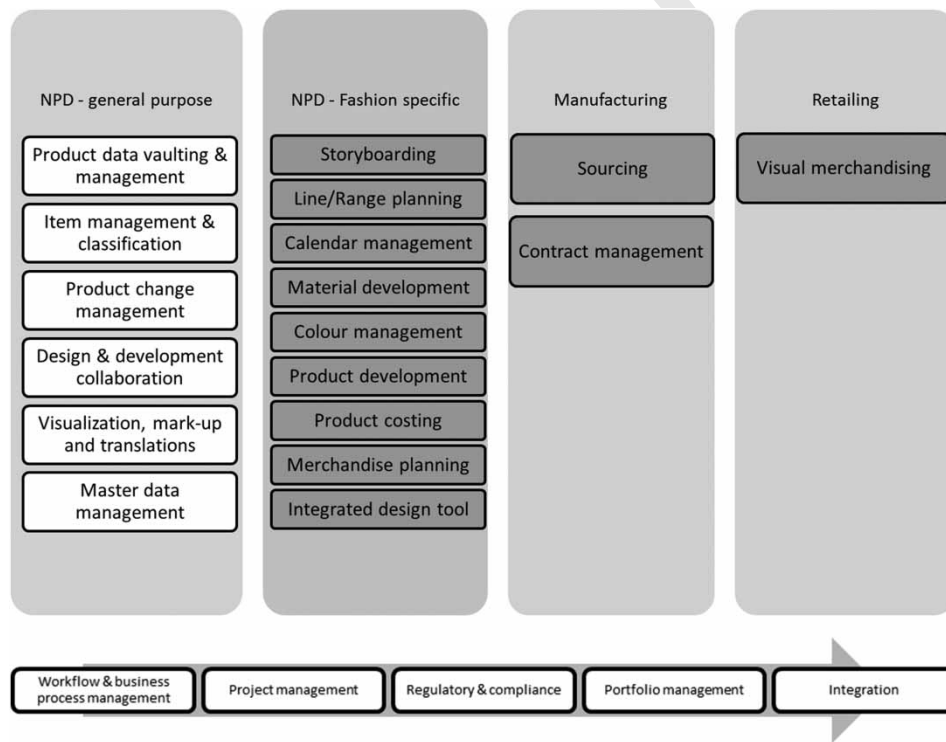 NPD - general purpose
Product data vaulting &
management
Item management &
classification
Product change
management
Design & development
collaboration
Visualization, mark-up
and translations
Master data
management
NPD - Fashion specific
Storyboarding
Line/Range planning
Calendar management
Material development
Colour management
Product development
Product costing
Merchandise planning
Integrated design tool
Manufacturing
Sourcing
Contract management
Retailing
Visual merchandising
Workflow & business
process management
Project management
Regulatory & compliance
Portfolio management
Integration